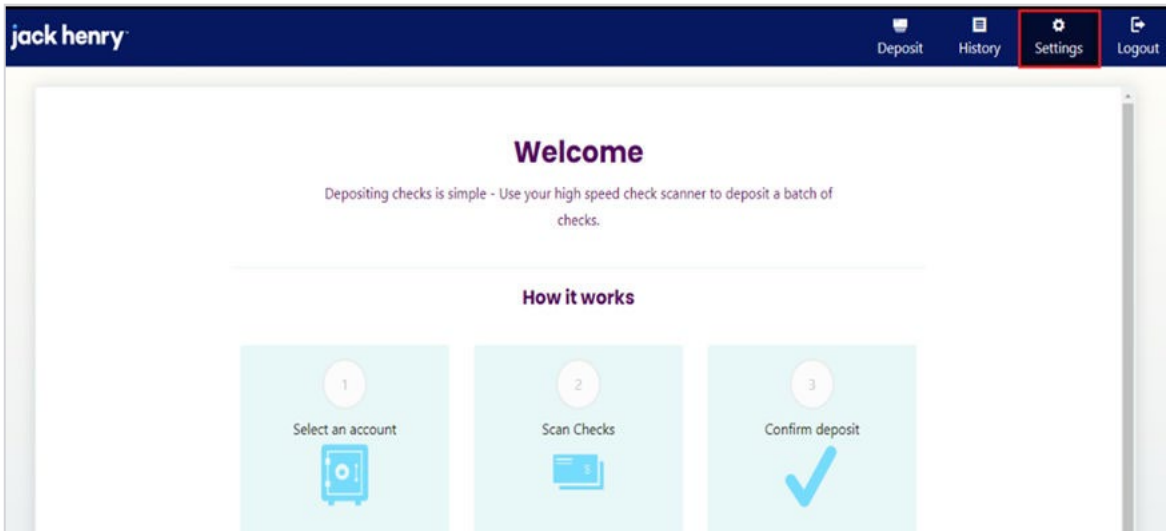 jack henry
Deposit
History
Settings
Logout
Welcome
Depositing checks is simple - Use your high speed check scanner to deposit a batch of
checks.
How it works
1
2
3
Select an account
Scan Checks
Confirm deposit
$